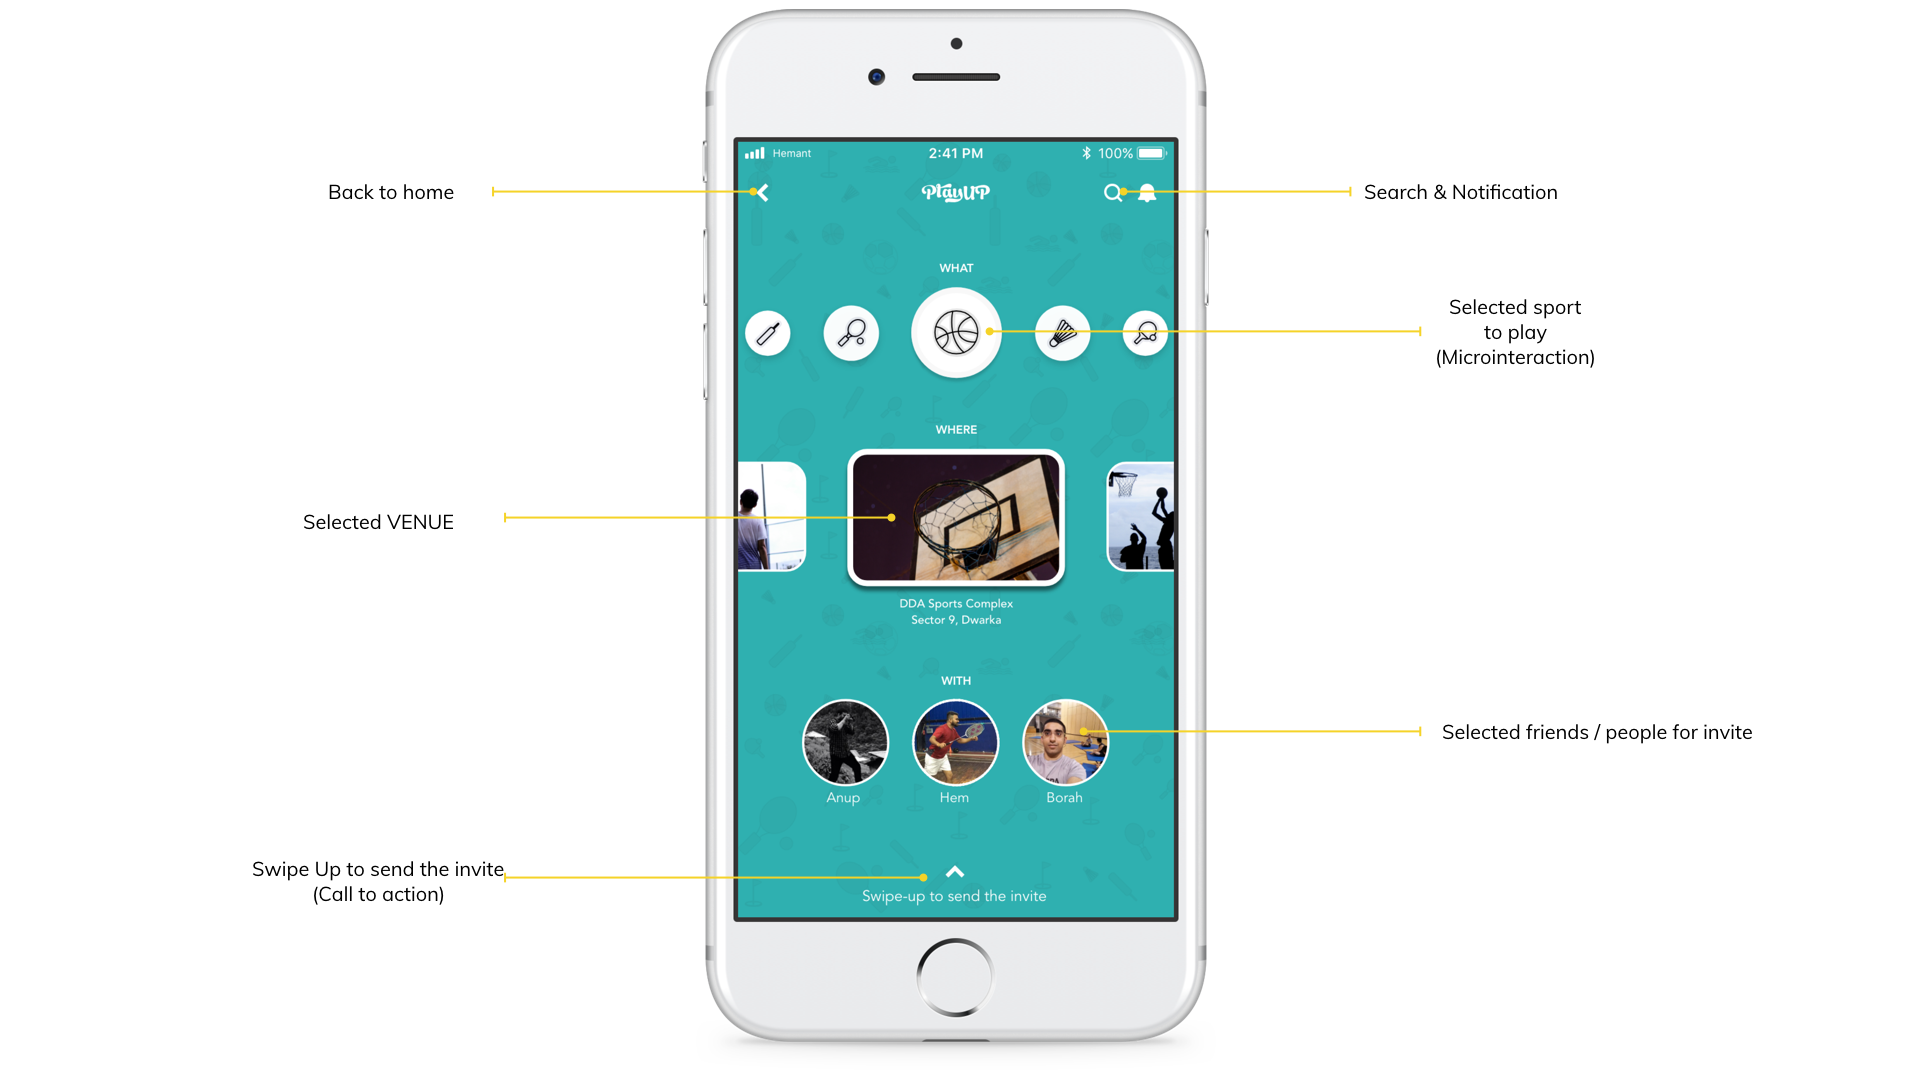 Hemant
2:41 PM
100%
Back to home
PlayUP
Search & Notification
WHAT
Selected sport
to play
(Microinteraction)
WHERE
Selected VENUE
DDA Sports Complex
Sector 9, Dwarka
WITH
Selected friends / people for invite
Anup
Hem
Borah
Swipe Up to send the invite
(Call to action)
Swipe-up to send the invite